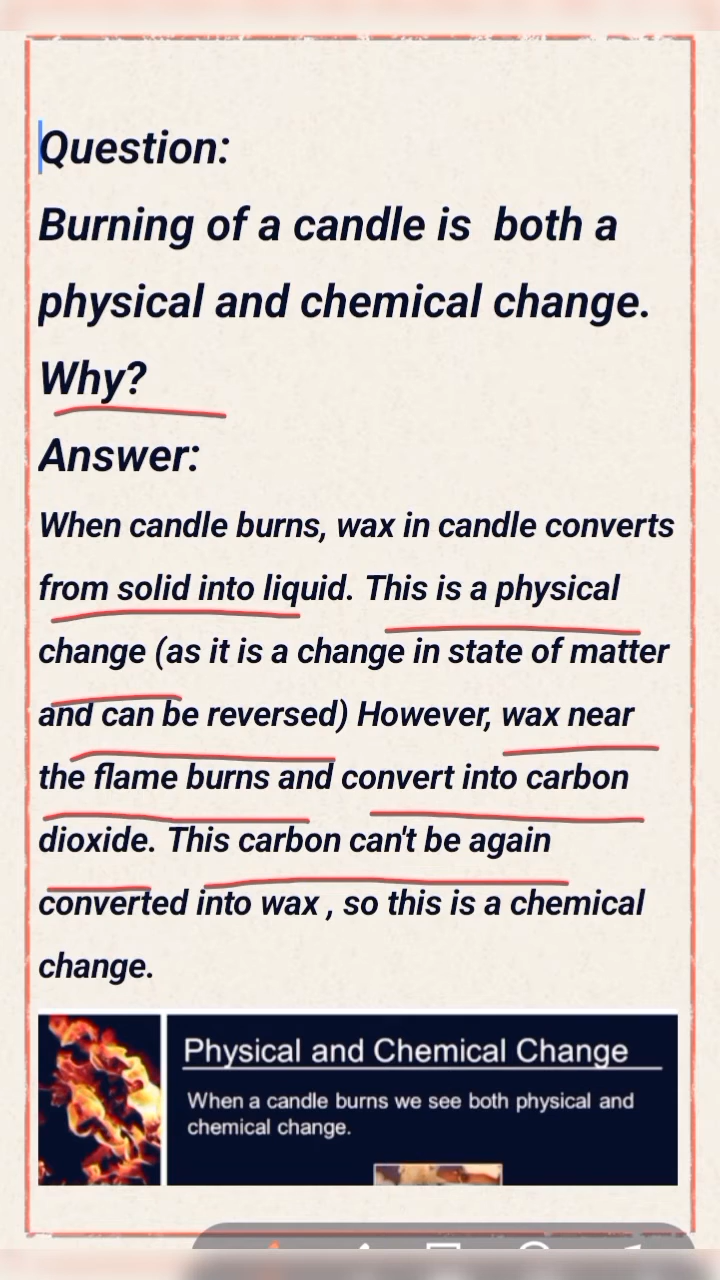 Question:
Burning of a candle is both a
physical and chemical change.
Why?
Answer:
When candle burns, wax in candle converts
from solid into liquid. This is a physical
change (as it is a change in state of matter
and can be reversed) However, wax near
the flame burns and convert into carbon
dioxide. This carbon can't be again
converted into wax , so this is a chemical
change.
Physical and Chemical Change
When a candle burns we see both physical and
chemical change.